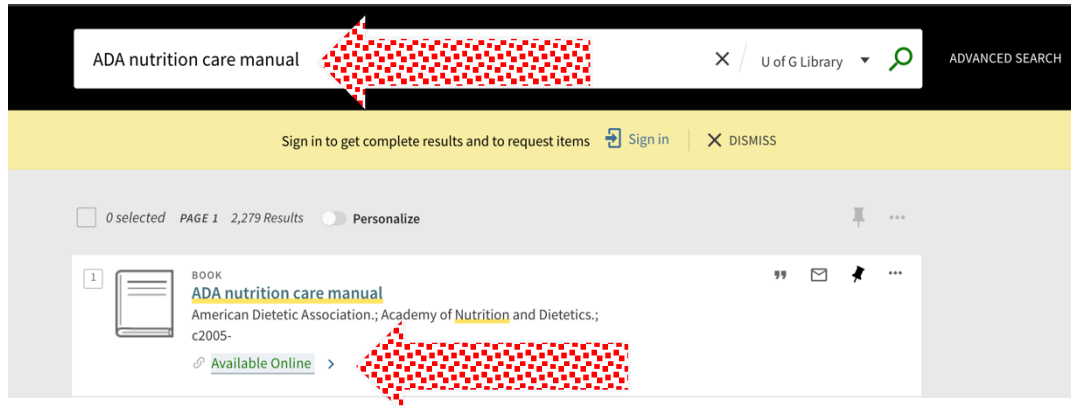 ADA nutrition care manual
U of G Library
ADVANCED SEARCH
Sign in to get complete results and to request items Sign in DISMISS
0 selected PAGE 1 2,279 Results Personalize
1
BOOK
ADA nutrition care manual
American Dietetic Association.; Academy of Nutrition and Dietetics.;
c2005-
Available Online